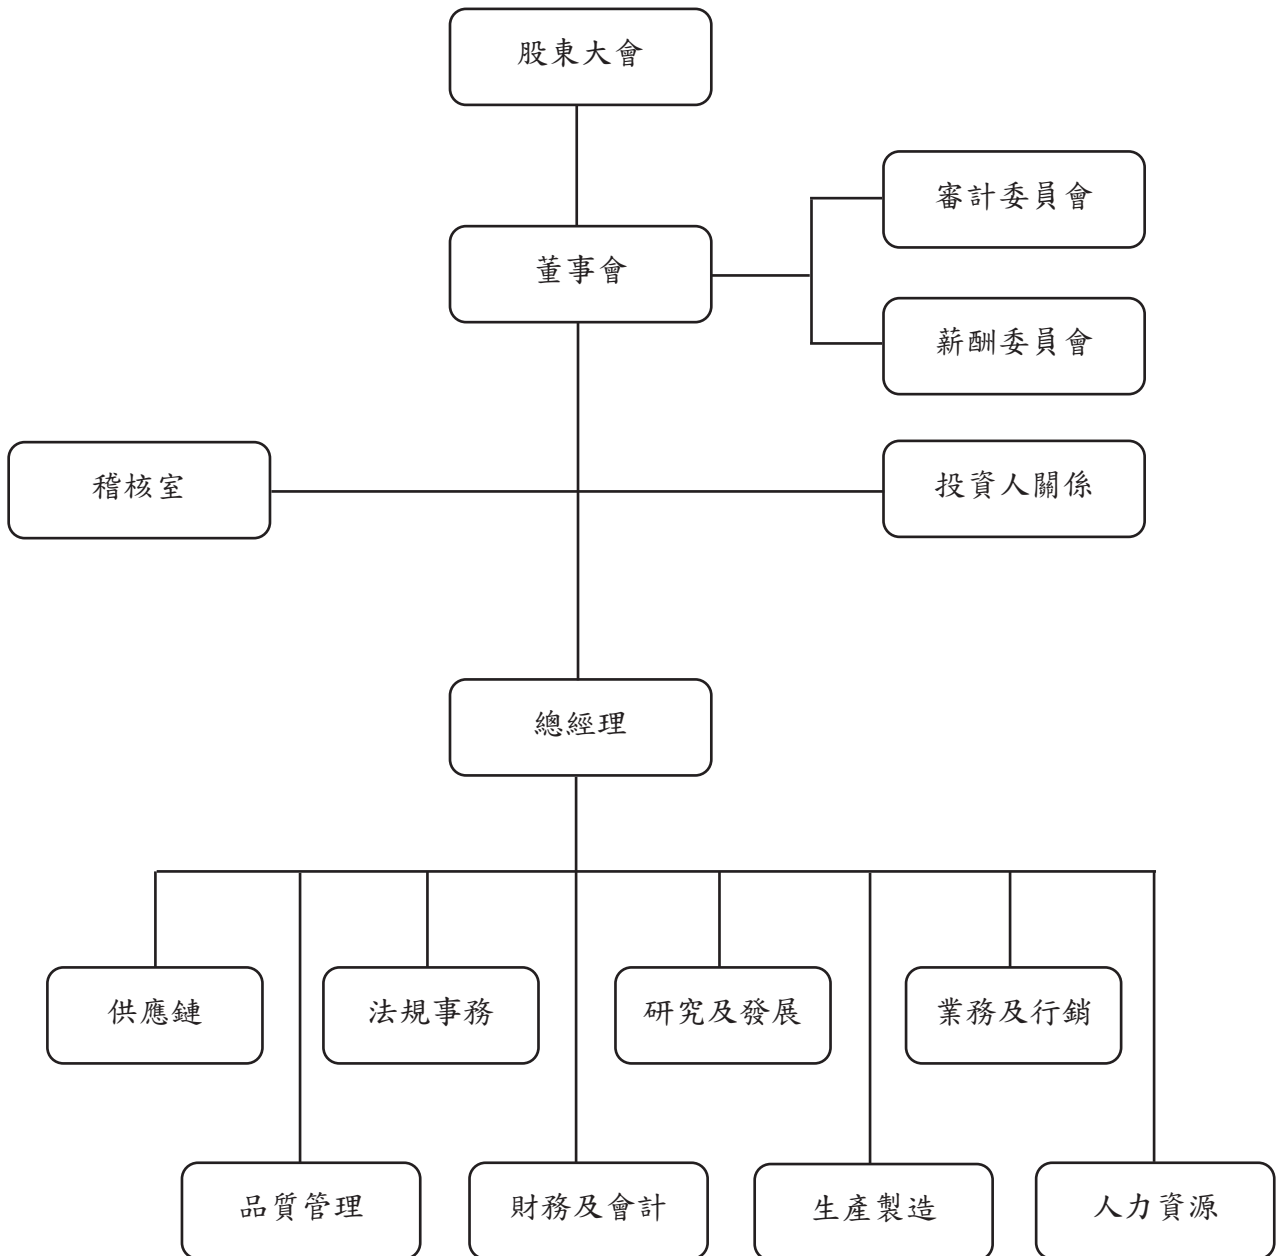 股東大會
審計委員會
董事會
薪酬委員會
稽核室
投資人關係
總經理
供應鏈
法規事務
研究及發展
業務及行銷
品質管理
財務及會計
生產製造
人力資源